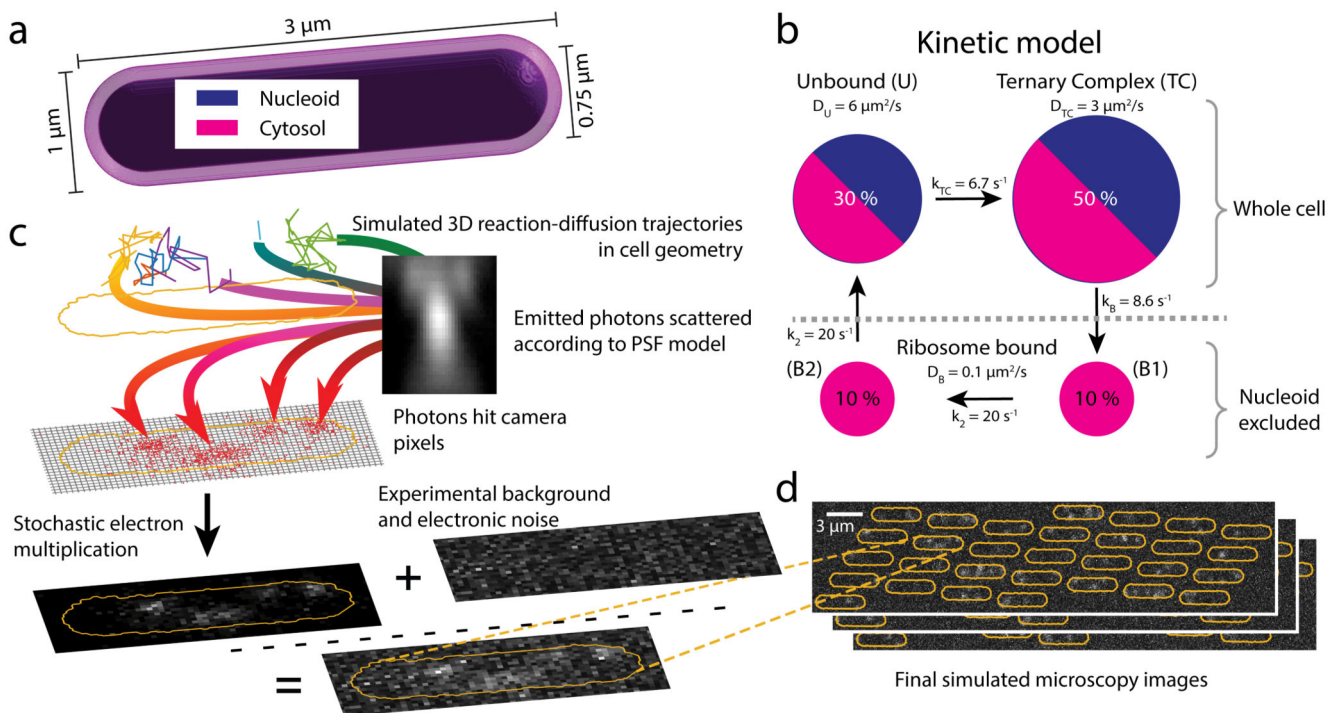 a
3 µm
1 µm
0.75 µm
Nucleoid
Cytosol
b
Kinetic model
Unbound (U)
D_U = 6 µm²/s
30 %
k_TC = 6.7 s⁻¹
Ternary Complex (TC)
D_TC = 3 µm²/s
50 %
Whole cell
k_B = 8.6 s⁻¹
k₂ = 20 s⁻¹
Ribosome bound
D_B = 0.1 µm²/s
(B2)
10 %
k₂ = 20 s⁻¹
(B1)
10 %
Nucleoid
excluded
c
Simulated 3D reaction-diffusion trajectories
in cell geometry
Emitted photons scattered
according to PSF model
Photons hit camera
pixels
Stochastic electron
multiplication
Experimental background
and electronic noise
+
=
d
3 µm
Final simulated microscopy images